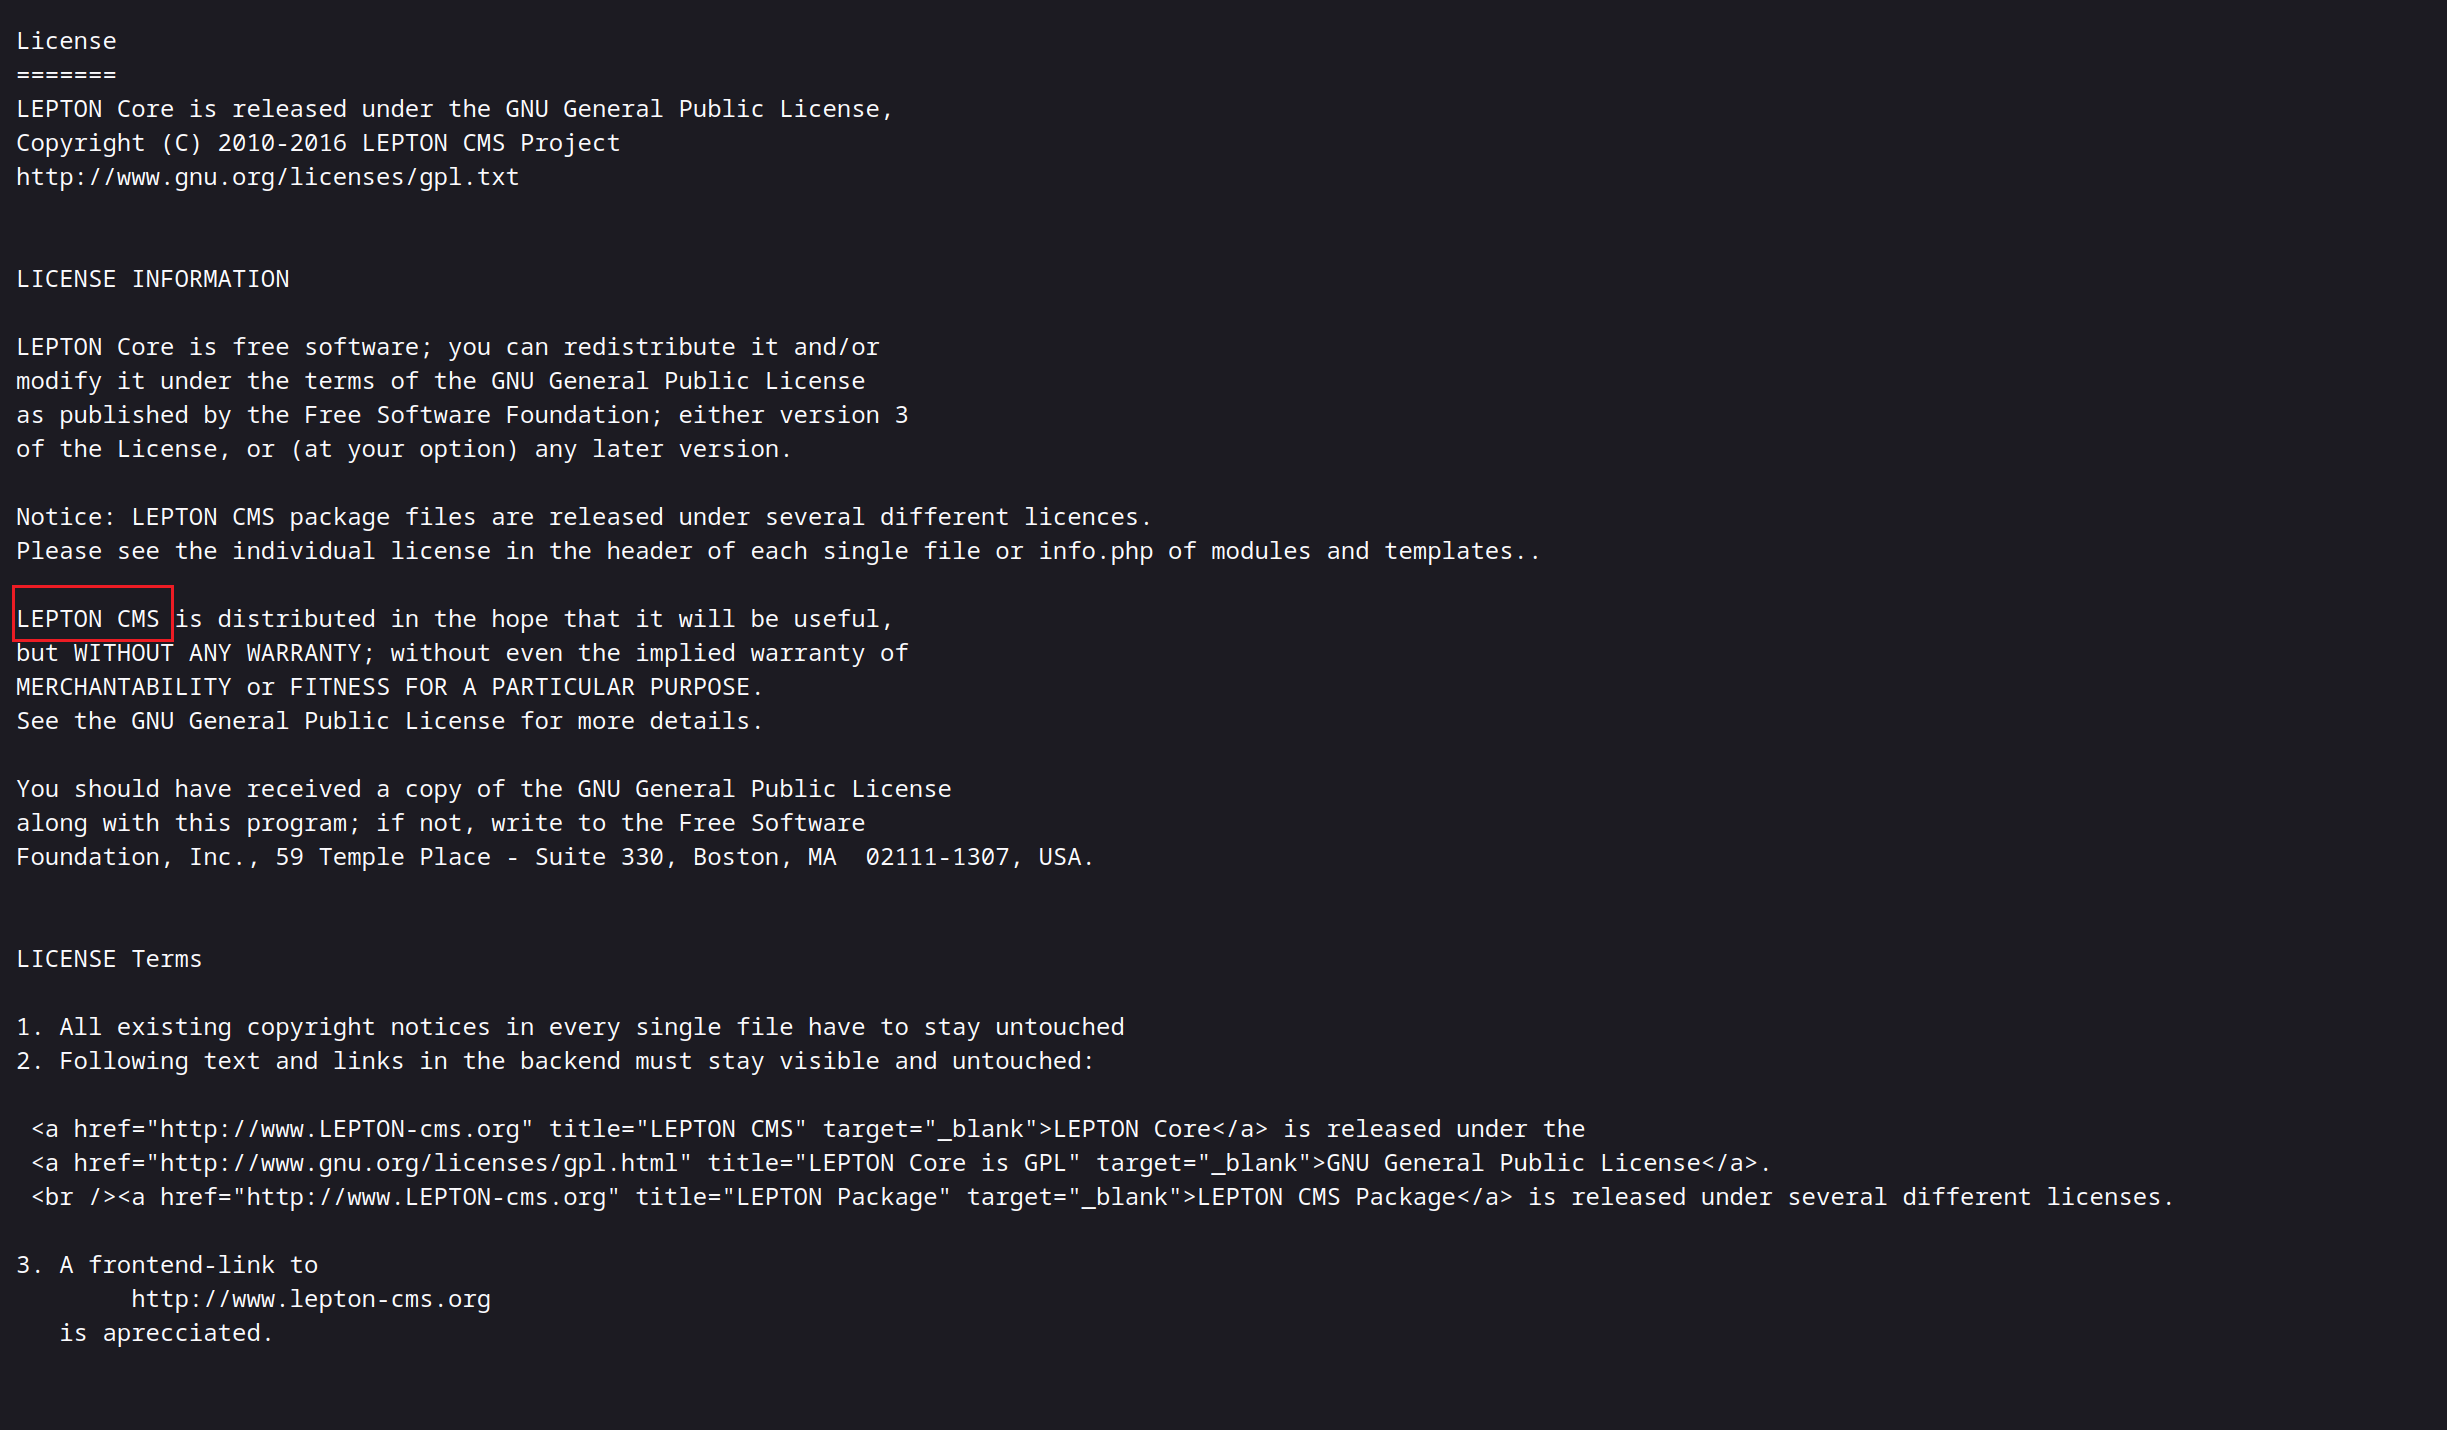 License
=======
LEPTON Core is released under the GNU General Public License,
Copyright (C) 2010-2016 LEPTON CMS Project
http://www.gnu.org/licenses/gpl.txt
LICENSE INFORMATION
LEPTON Core is free software; you can redistribute it and/or
modify it under the terms of the GNU General Public License
as published by the Free Software Foundation; either version 3
of the License, or (at your option) any later version.
Notice: LEPTON CMS package files are released under several different licences.
Please see the individual license in the header of each single file or info.php of modules and templates..
LEPTON CMS is distributed in the hope that it will be useful,
but WITHOUT ANY WARRANTY; without even the implied warranty of
MERCHANTABILITY or FITNESS FOR A PARTICULAR PURPOSE.
See the GNU General Public License for more details.
You should have received a copy of the GNU General Public License
along with this program; if not, write to the Free Software
Foundation, Inc., 59 Temple Place - Suite 330, Boston, MA  02111-1307, USA.
LICENSE Terms
1. All existing copyright notices in every single file have to stay untouched
2. Following text and links in the backend must stay visible and untouched:
<a href="http://www.LEPTON-cms.org" title="LEPTON CMS" target="_blank">LEPTON Core</a> is released under the
<a href="http://www.gnu.org/licenses/gpl.html" title="LEPTON Core is GPL" target="_blank">GNU General Public License</a>.
<br /><a href="http://www.LEPTON-cms.org" title="LEPTON Package" target="_blank">LEPTON CMS Package</a> is released under several different licenses.
3. A frontend-link to
http://www.lepton-cms.org
is aprecciated.